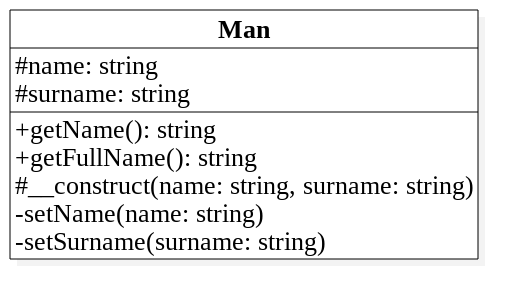 Man
#name: string
#surname: string
+getName(): string
+getFullName(): string
#__construct(name: string, surname: string)
-setName(name: string)
-setSurname(surname: string)